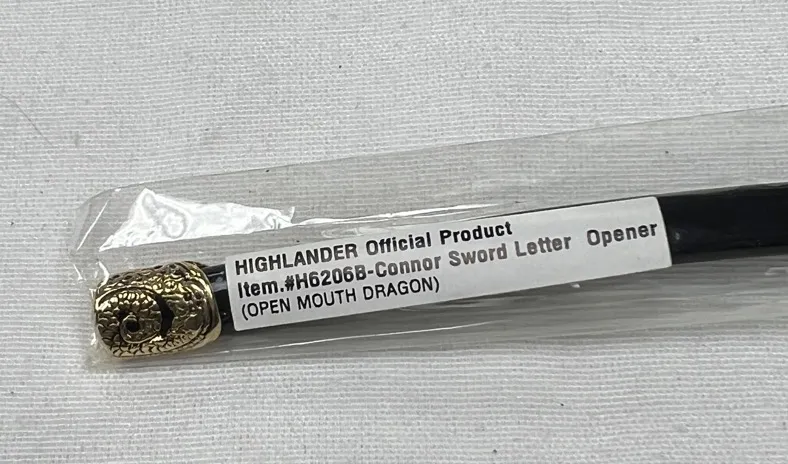 HIGHLANDER Official Product
Item.#H6206B-Connor Sword Letter Opener
(OPEN MOUTH DRAGON)